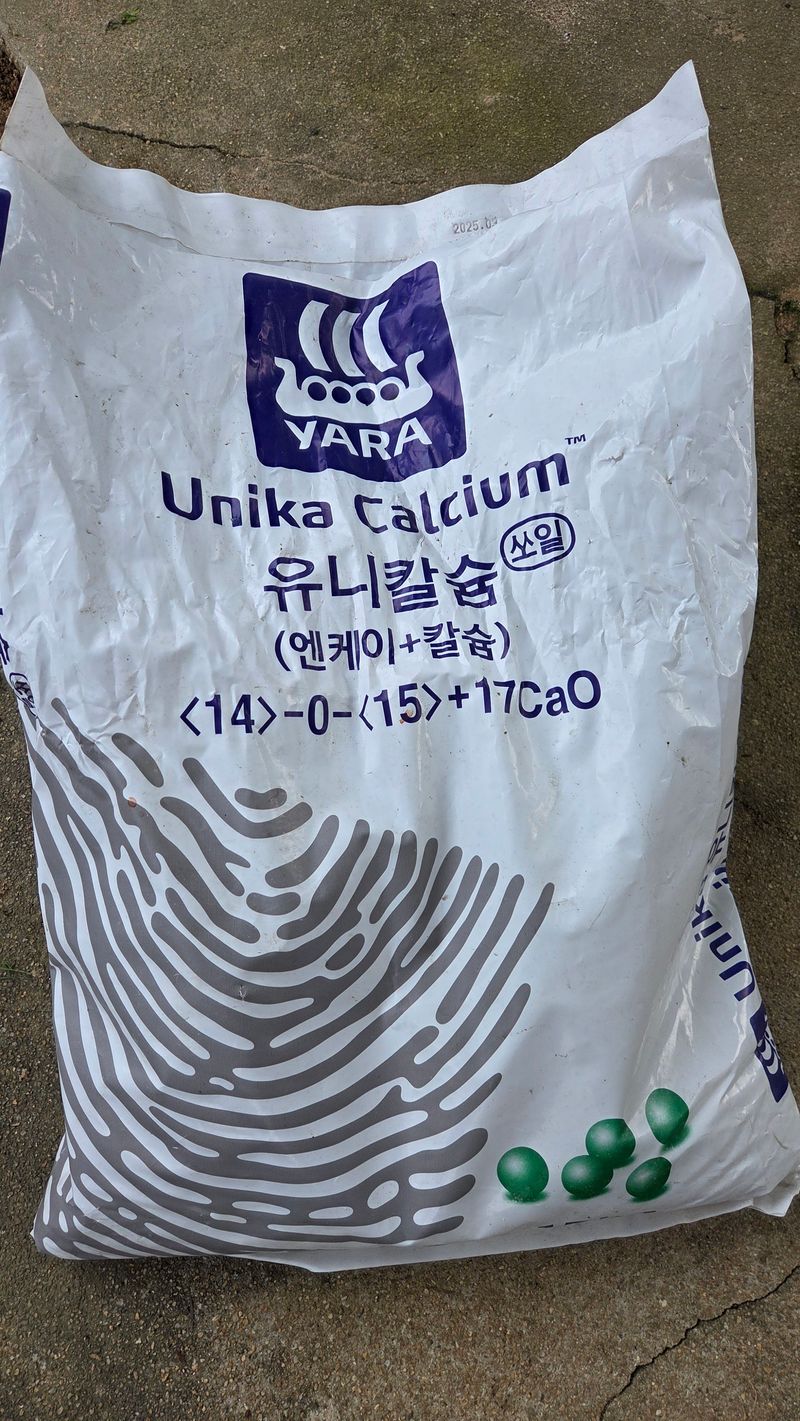 2025.0
YARA
Unika Calcium™
유니칼슘 쏘일
(엔케이+칼슘)
<14>-0-<15>+17CaO